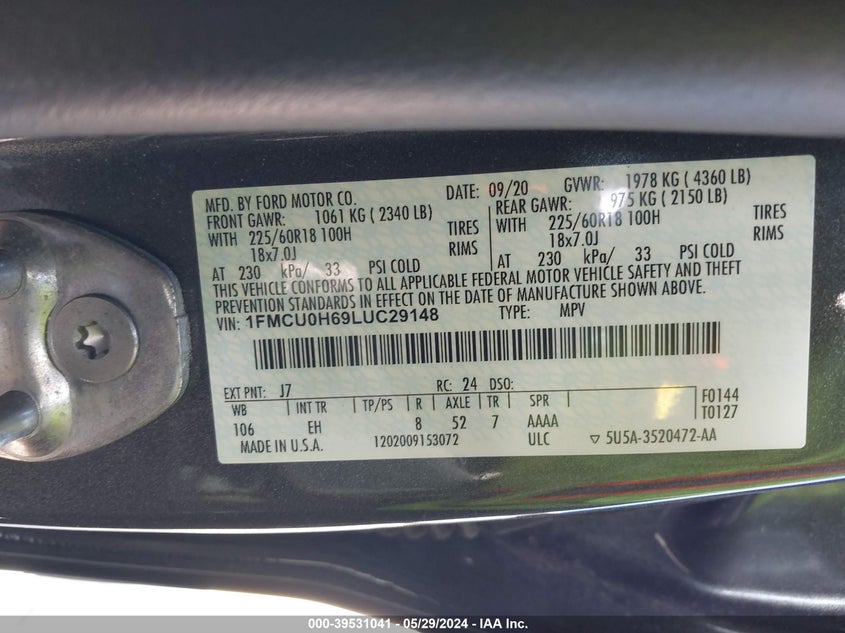 MFD. BY FORD MOTOR CO. DATE: 09/20 GVWR: 1978 KG ( 4360 LB)
FRONT GAWR: 1061 KG ( 2340 LB) REAR GAWR: 975 KG ( 2150 LB)
WITH 225/60R18 100H TIRES WITH 225/60R18 100H TIRES
18x7.0J RIMS 18x7.0J RIMS
AT 230 kPa/ 33 PSI COLD AT 230 kPa/ 33 PSI COLD
THIS VEHICLE CONFORMS TO ALL APPLICABLE FEDERAL MOTOR VEHICLE SAFETY AND THEFT
PREVENTION STANDARDS IN EFFECT ON THE DATE OF MANUFACTURE SHOWN ABOVE.
VIN: 1FMCU0H69LUC29148 TYPE: MPV
EXT PNT: J7 RC: 24 DSO:
WB INT TR TP/PS R AXLE TR SPR F0144
106 EH 8 52 7 AAAA T0127
MADE IN U.S.A. 1202009153072 ULC ▽ 5U5A-3520472-AA
000-39531041 - 05/29/2024 - IAA Inc.